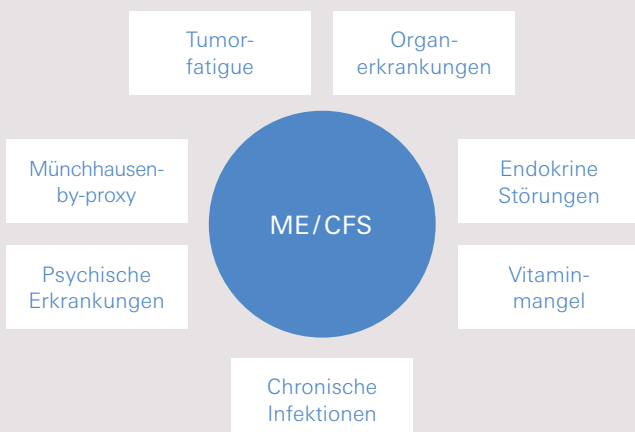 Tumor-
fatigue
Organ-
erkrankungen
Münchhausen-
by-proxy
ME/CFS
Endokrine
Störungen
Psychische
Erkrankungen
Vitamin-
mangel
Chronische
Infektionen